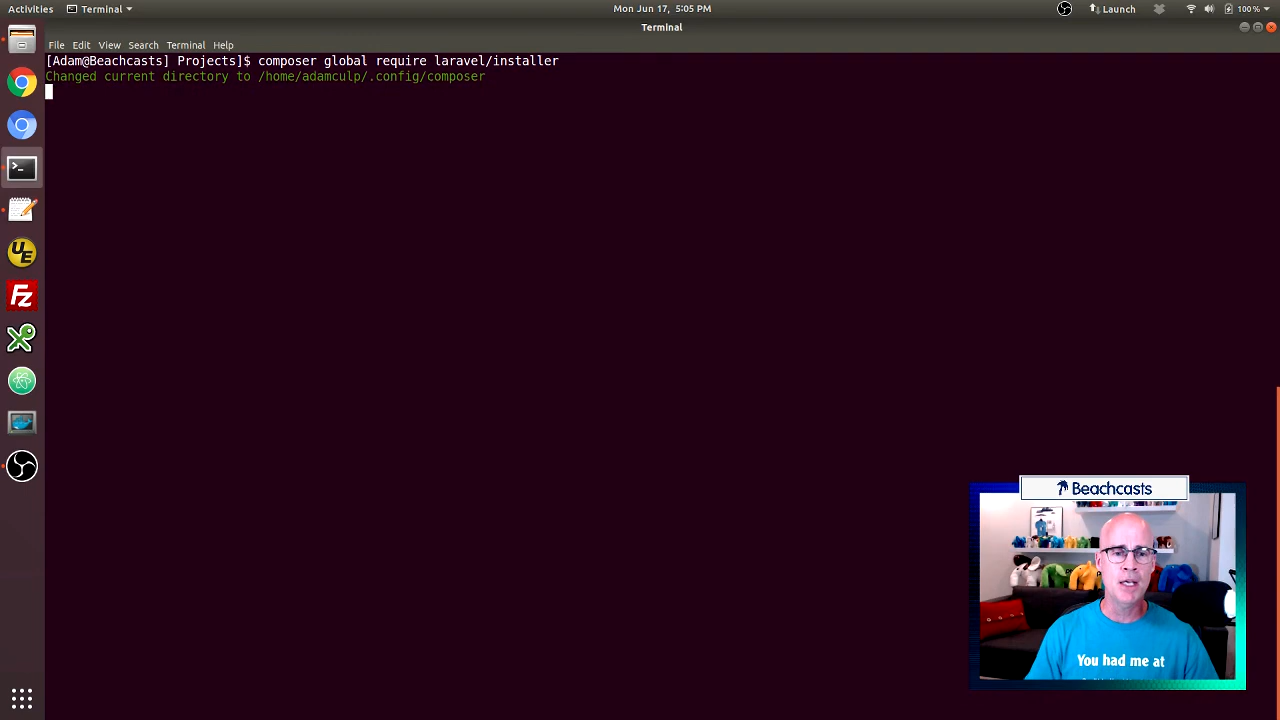 Activities
Terminal
Mon Jun 17, 5:05 PM
Launch
100%
Terminal
File Edit View Search Terminal Help
[Adam@Beachcasts] Projects]$ composer global require laravel/installer
Changed current directory to /home/adamculp/.config/composer
UE
FZ
Beachcasts
You had me at